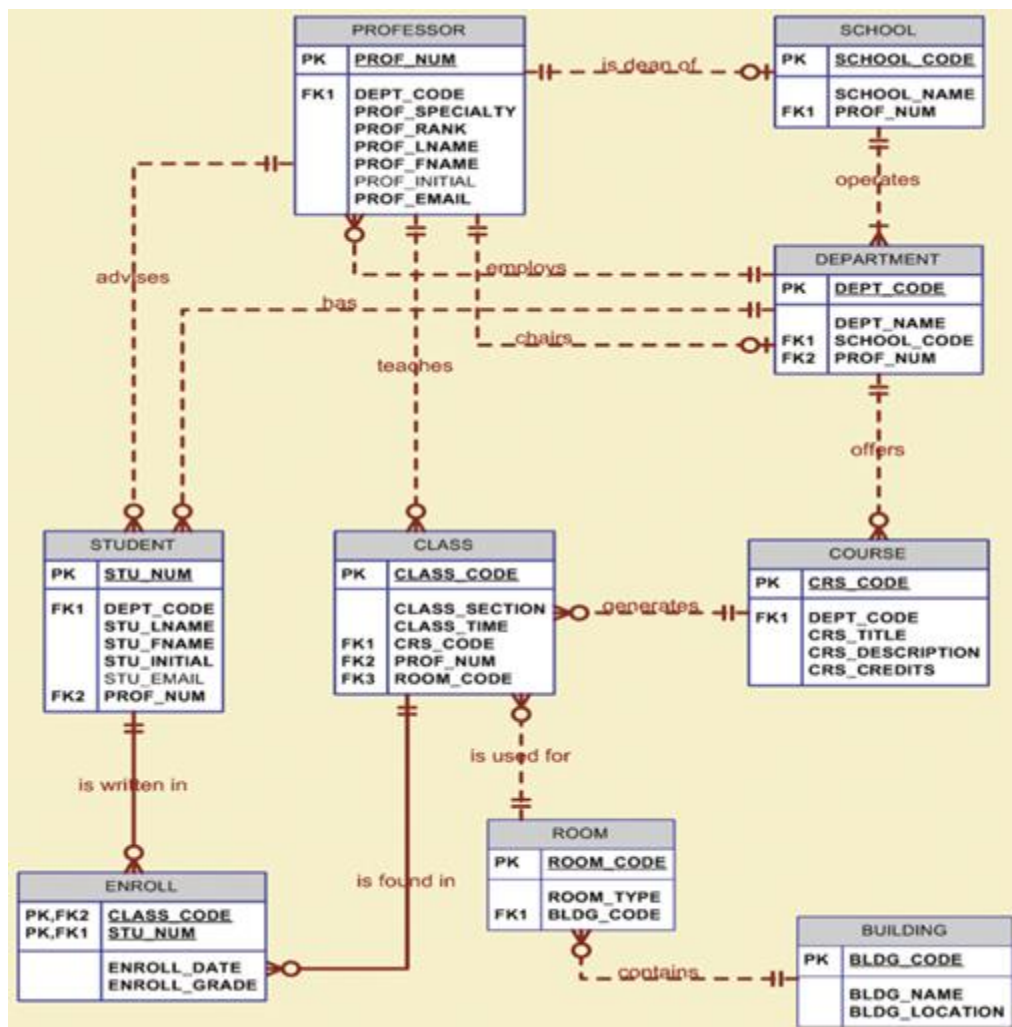 PROFESSOR
PK PROF_NUM
FK1 DEPT_CODE
PROF_SPECIALTY
PROF_RANK
PROF_LNAME
PROF_FNAME
PROF_INITIAL
PROF_EMAIL
is dean of
SCHOOL
PK SCHOOL_CODE
SCHOOL_NAME
FK1 PROF_NUM
operates
advises
employs
has
chairs
teaches
DEPARTMENT
PK DEPT_CODE
DEPT_NAME
FK1 SCHOOL_CODE
FK2 PROF_NUM
offers
STUDENT
PK STU_NUM
FK1 DEPT_CODE
STU_LNAME
STU_FNAME
STU_INITIAL
STU_EMAIL
FK2 PROF_NUM
CLASS
PK CLASS_CODE
CLASS_SECTION
CLASS_TIME
FK1 CRS_CODE
FK2 PROF_NUM
FK3 ROOM_CODE
generates
COURSE
PK CRS_CODE
FK1 DEPT_CODE
CRS_TITLE
CRS_DESCRIPTION
CRS_CREDITS
is written in
is used for
is found in
ROOM
PK ROOM_CODE
ROOM_TYPE
FK1 BLDG_CODE
ENROLL
PK,FK2 CLASS_CODE
PK,FK1 STU_NUM
ENROLL_DATE
ENROLL_GRADE
contains
BUILDING
PK BLDG_CODE
BLDG_NAME
BLDG_LOCATION